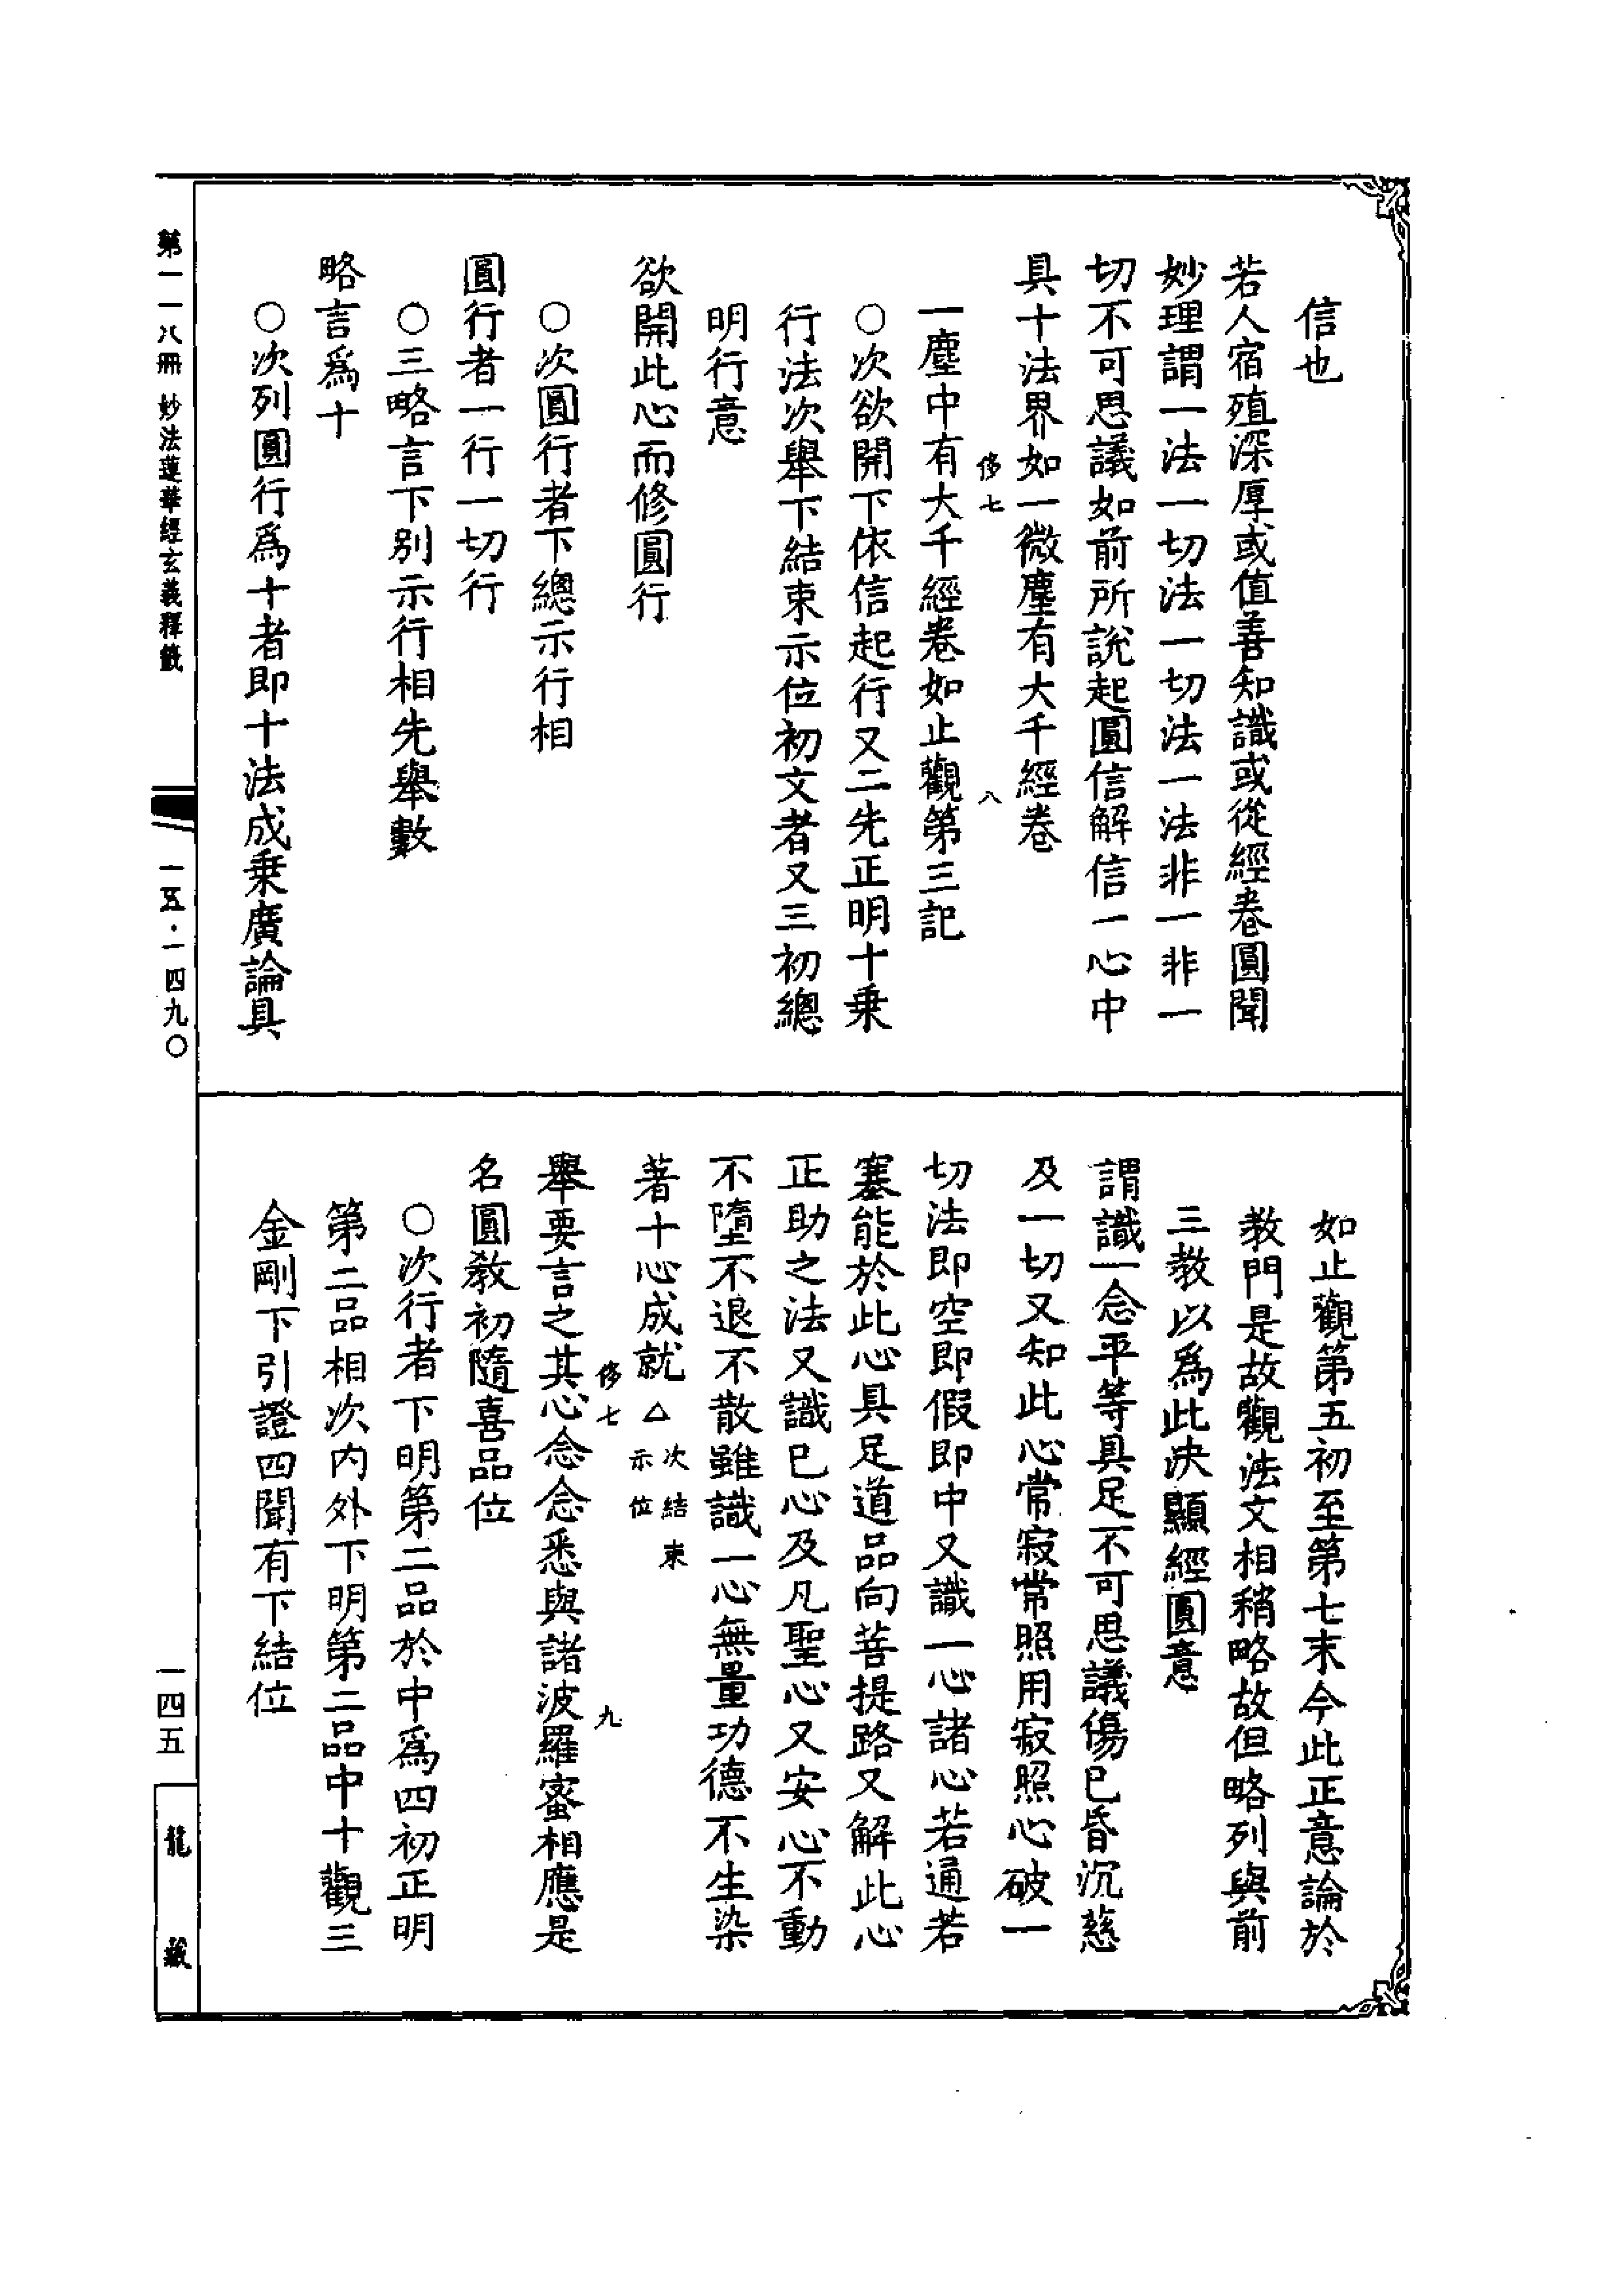 信也
若人宿殖深厚或值善知識或從經卷圓聞
妙理謂一法一切法一切法一法非一非一
切不可思議如前所說起圓信解信一心中
具十法界如一微塵有大千經卷
侈七
八
一塵中有大千經卷如止觀第三記
○次欲開下依信起行又二先正明十乗
行法次舉下結束示位初文者又三初總
明行意
欲開此心而修圓行
○次圓行者下總示行相
圓行者一行一切行
○三略言下別示行相先舉數
略言爲十
○次列圓行爲十者即十法成乗廣論具
如止觀第五初至第七末今此正意論於
教門是故觀法文相稍略故但略列與前
三教以爲此決顯經圓意
謂識一念平等具足不可思議傷已昏沉慈
及一切又知此心常寂常照用寂照心破一
切法即空即假即中又識一心諸心若通若
塞能於此心具足道品向菩提路又解此心
正助之法又識已心及凡聖心又安心不動
不墮不退不散雖識一心無量功德不生染
著十心成就△次結束示位
侈七
九
舉要言之其心念念悉與諸波羅蜜相應是
名圓教初隨喜品位
○次行者下明第二品於中爲四初正明
第二品相次内外下明第二品中十觀三
金剛下引證四聞有下結位
第一一八冊 妙法蓮華經玄義釋籤
一五·一四九〇
一四五
龍藏